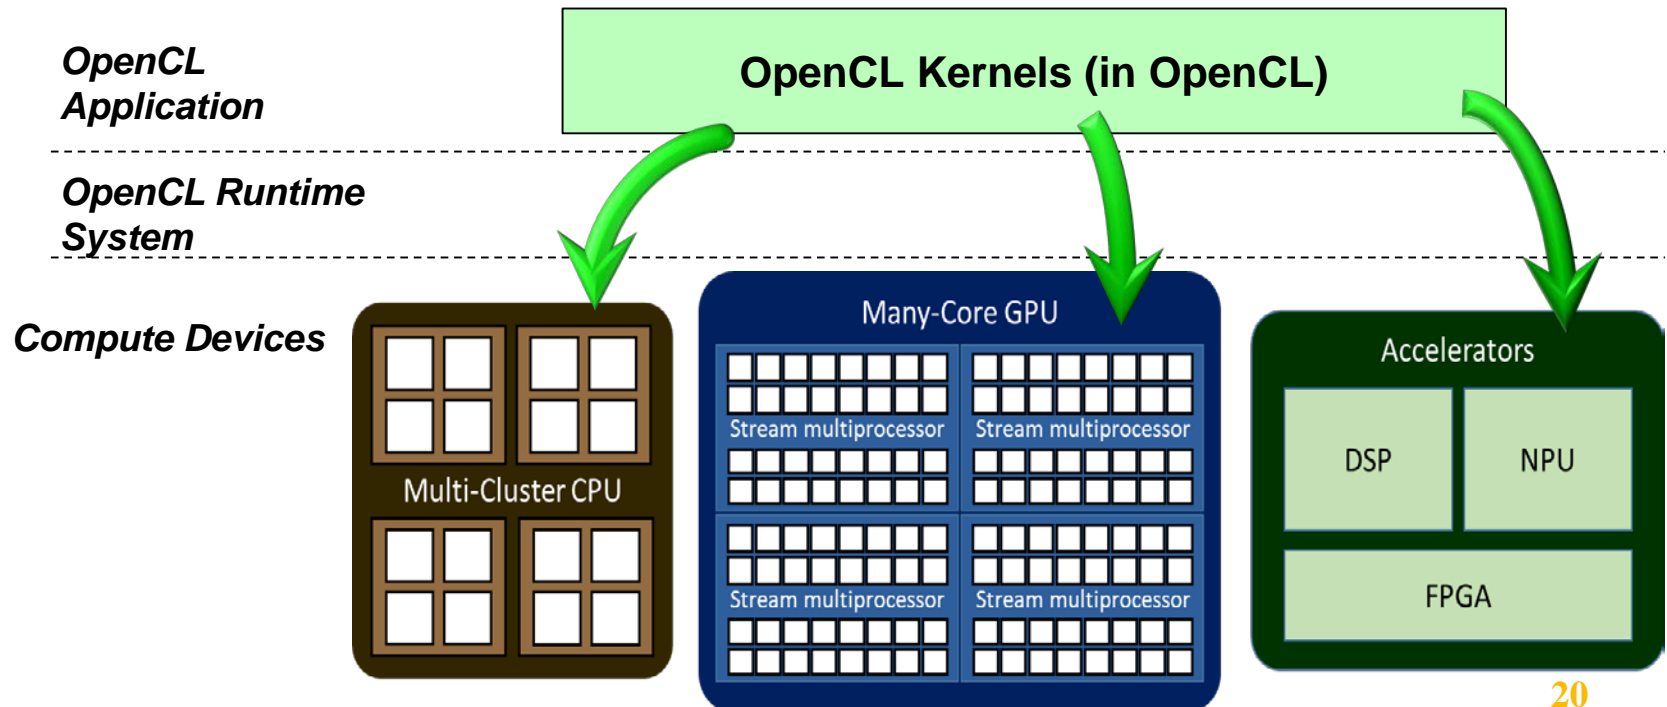 OpenCL
Application
OpenCL Kernels (in OpenCL)
OpenCL Runtime
System
Compute Devices
Multi-Cluster CPU
Many-Core GPU
Stream multiprocessor
Stream multiprocessor
Stream multiprocessor
Stream multiprocessor
Accelerators
DSP
NPU
FPGA
20